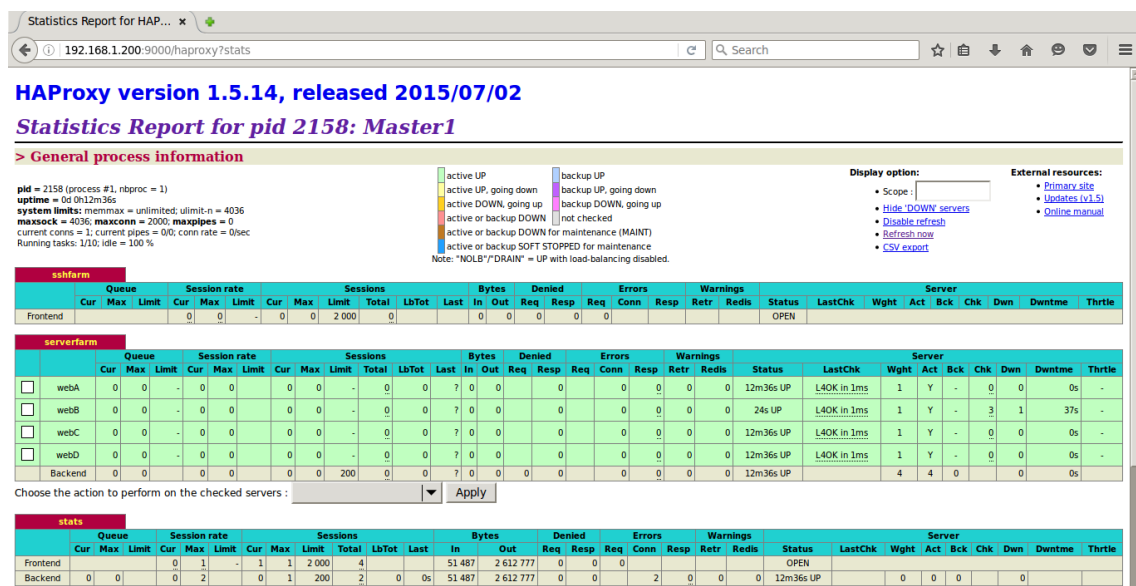 Statistics Report for HAP... ×
192.168.1.200:9000/haproxy?stats
Search
HAProxy version 1.5.14, released 2015/07/02
Statistics Report for pid 2158: Master1
> General process information
pid = 2158 (process #1, nbproc = 1)
uptime = 0d 0h12m36s
system limits: memmax = unlimited; ulimit-n = 4036
maxsock = 4036; maxconn = 2000; maxpipes = 0
current conns = 1; current pipes = 0/0; conn rate = 0/sec
Running tasks: 1/10; idle = 100 %
active UP backup UP
active UP, going down backup UP, going down
active DOWN, going up backup DOWN, going up
active or backup DOWN not checked
active or backup DOWN for maintenance (MAINT)
active or backup SOFT STOPPED for maintenance
Note: "NOLB"/"DRAIN" = UP with load-balancing disabled.
Display option:
• Scope :
• Hide 'DOWN' servers
• Disable refresh
• Refresh now
• CSV export
External resources:
• Primary site
• Updates (v1.5)
• Online manual
sshfarm
Queue Session rate Sessions Bytes Denied Errors Warnings Server
Cur Max Limit Cur Max Limit Cur Max Limit Total LbTot Last In Out Req Resp Req Conn Resp Retr Redis Status LastChk Wght Act Bck Chk Dwn Dwntme Thrtle
Frontend 0 0 - 0 0 2 000 0 0 0 0 0 0 OPEN
serverfarm
Queue Session rate Sessions Bytes Denied Errors Warnings Server
Cur Max Limit Cur Max Limit Cur Max Limit Total LbTot Last In Out Req Resp Req Conn Resp Retr Redis Status LastChk Wght Act Bck Chk Dwn Dwntme Thrtle
webA 0 0 - 0 0 0 0 - 0 0 ? 0 0 0 0 0 0 0 12m36s UP L4OK in 1ms 1 Y - 0 0 0s -
webB 0 0 - 0 0 0 0 - 0 0 ? 0 0 0 0 0 0 0 24s UP L4OK in 1ms 1 Y - 3 1 37s -
webC 0 0 - 0 0 0 0 - 0 0 ? 0 0 0 0 0 0 0 12m36s UP L4OK in 1ms 1 Y - 0 0 0s -
webD 0 0 - 0 0 0 0 - 0 0 ? 0 0 0 0 0 0 0 12m36s UP L4OK in 1ms 1 Y - 0 0 0s -
Backend 0 0 0 0 0 0 200 0 0 ? 0 0 0 0 0 0 0 0 12m36s UP 4 4 0 0 0s
Choose the action to perform on the checked servers : Apply
stats
Queue Session rate Sessions Bytes Denied Errors Warnings Server
Cur Max Limit Cur Max Limit Cur Max Limit Total LbTot Last In Out Req Resp Req Conn Resp Retr Redis Status LastChk Wght Act Bck Chk Dwn Dwntme Thrtle
Frontend 0 1 - 1 1 2 000 4 51 487 2 612 777 0 0 0 OPEN
Backend 0 0 0 2 0 1 200 2 0 0s 51 487 2 612 777 0 0 2 0 0 0 12m36s UP 0 0 0 0